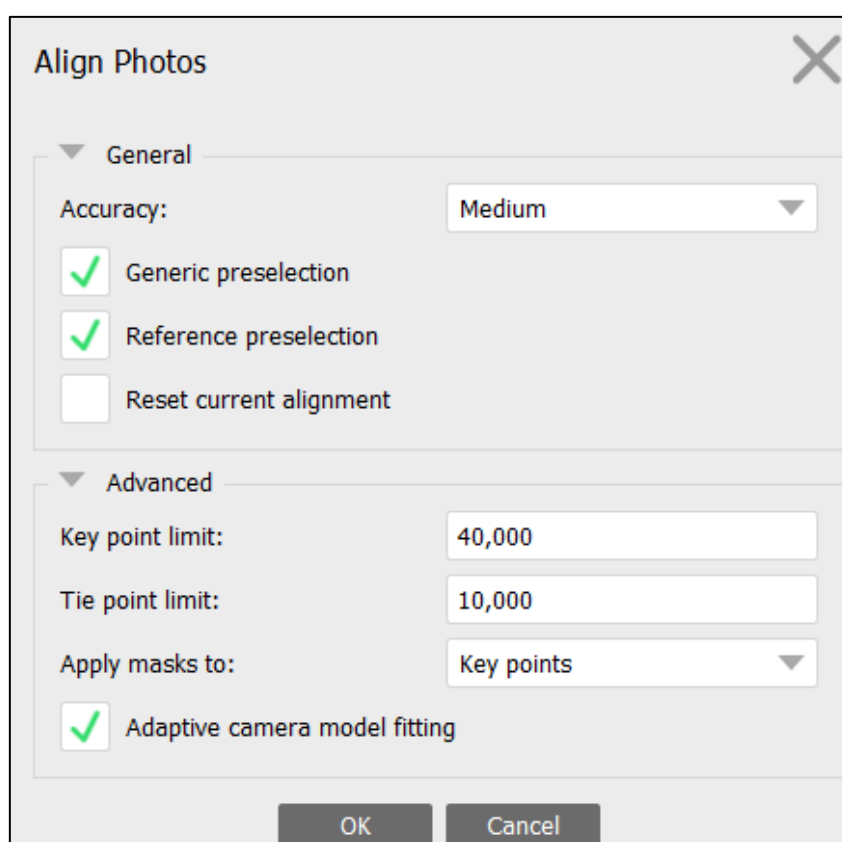 Align Photos
General
Accuracy: Medium
Generic preselection
Reference preselection
Reset current alignment
Advanced
Key point limit: 40,000
Tie point limit: 10,000
Apply masks to: Key points
Adaptive camera model fitting
OK Cancel